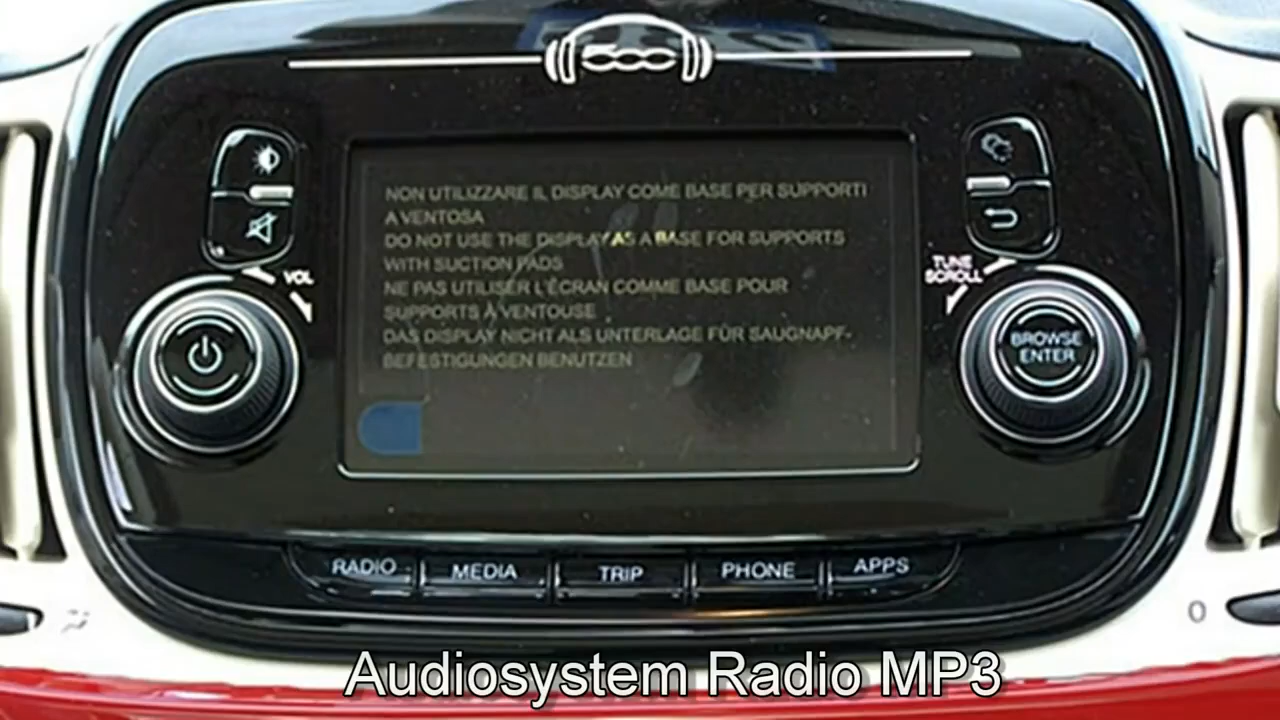 500
NON UTILIZZARE IL DISPLAY COME BASE PER SUPPORTI
A VENTOSA
DO NOT USE THE DISPLAY AS A BASE FOR SUPPORTS
WITH SUCTION PADS
NE PAS UTILISER L'ÉCRAN COMME BASE POUR
SUPPORTS À VENTOUSE
DAS DISPLAY NICHT ALS UNTERLAGE FÜR SAUGNAPF-
BEFESTIGUNGEN BENUTZEN
VOL
TUNE
SCROLL
BROWSE
ENTER
RADIO
MEDIA
TRIP
PHONE
APPS
0
Audiosystem Radio MP3